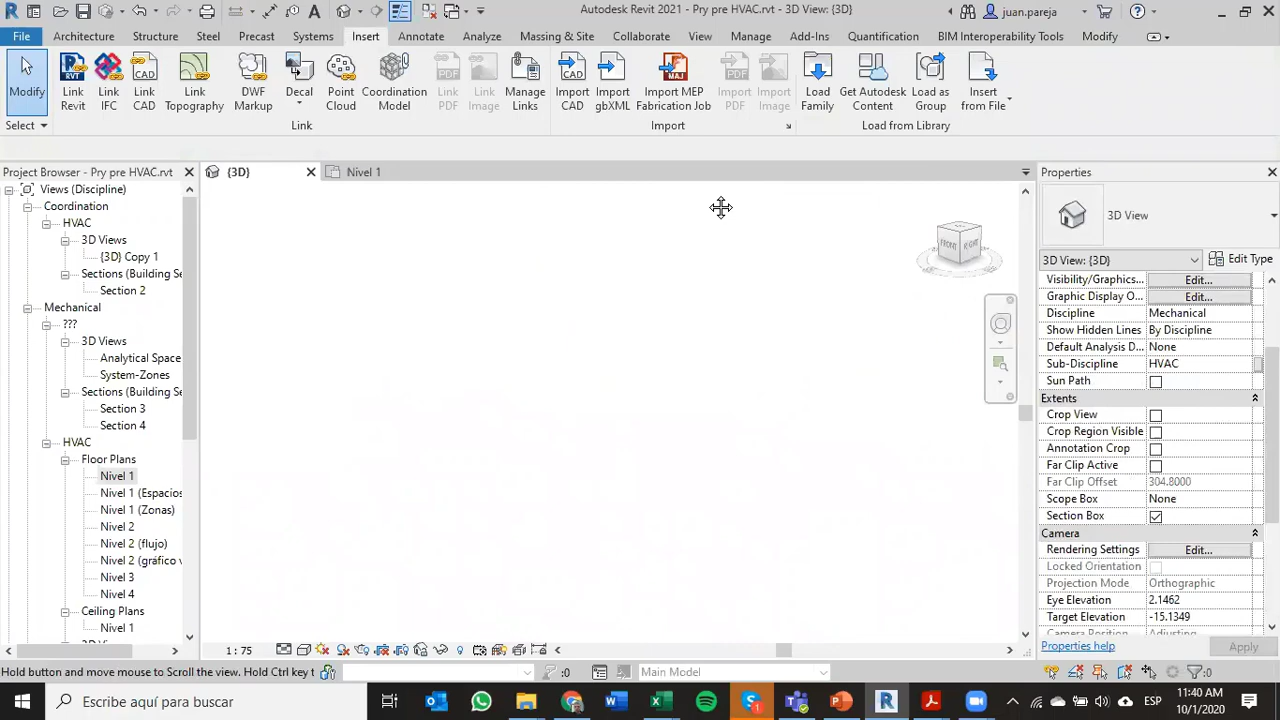 Autodesk Revit 2021 - Pry pre HVAC.rvt - 3D View: {3D}
juan.pareja
File Architecture Structure Steel Precast Systems Insert Annotate Analyze Massing & Site Collaborate View Manage Add-Ins Quantification BIM Interoperability Tools Modify
Modify
Link Revit
Link IFC
Link CAD
Link Topography
DWF Markup
Decal
Point Cloud
Coordination Model
Link PDF
Link Image
Manage Links
Import CAD
Import gbXML
Import MEP Fabrication Job
Import PDF
Import Image
Load Family
Get Autodesk Content
Load as Group
Insert from File
Select
Link
Import
Load from Library
Project Browser - Pry pre HVAC.rvt
{3D}
Nivel 1
Properties
Views (Discipline)
Coordination
HVAC
3D Views
{3D} Copy 1
Sections (Building Se
Section 2
Mechanical
???
3D Views
Analytical Space
System-Zones
Sections (Building Se
Section 3
Section 4
HVAC
Floor Plans
Nivel 1
Nivel 1 (Espacios
Nivel 1 (Zonas)
Nivel 2
Nivel 2 (flujo)
Nivel 2 (gráfico v
Nivel 3
Nivel 4
Ceiling Plans
Nivel 1
FRONT RIGHT
3D View
3D View: {3D}
Edit Type
Visibility/Graphics... Edit...
Graphic Display O... Edit...
Discipline Mechanical
Show Hidden Lines By Discipline
Default Analysis D... None
Sub-Discipline HVAC
Sun Path
Extents
Crop View
Crop Region Visible
Annotation Crop
Far Clip Active
Far Clip Offset 304.8000
Scope Box None
Section Box
Camera
Rendering Settings Edit...
Locked Orientation
Projection Mode Orthographic
Eye Elevation 2.1462
Target Elevation -15.1349
Camera Position Adjusting
Properties help
Apply
1 : 75
Hold button and move mouse to Scroll the view. Hold Ctrl key t
:0
Main Model
:0
Escribe aquí para buscar
ESP
11:40 AM
10/1/2020